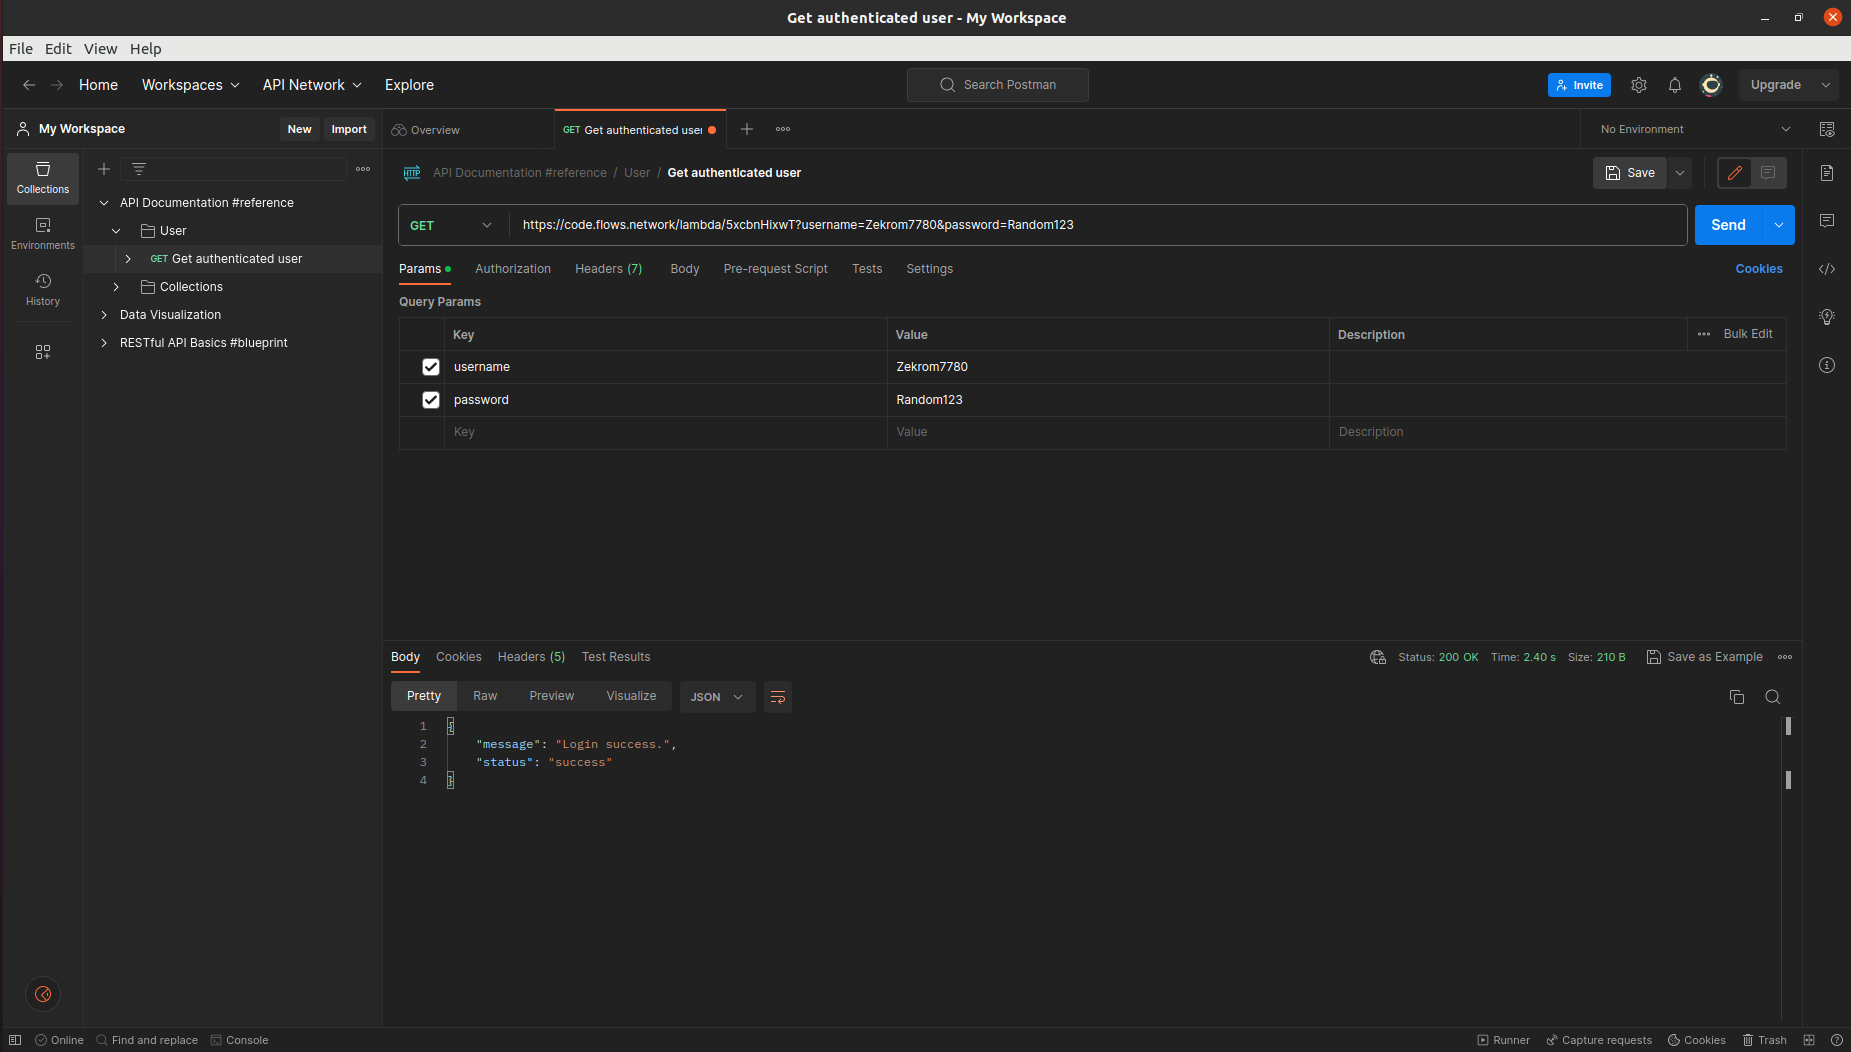 Get authenticated user - My Workspace
File Edit View Help
Home Workspaces API Network Explore
Search Postman
Invite
Upgrade
My Workspace
New Import
Overview
GET Get authenticated user
No Environment
Collections
Environments
History
API Documentation #reference
User
GET Get authenticated user
Collections
Data Visualization
RESTful API Basics #blueprint
HTTP API Documentation #reference / User / Get authenticated user
Save
GET https://code.flows.network/lambda/5xcbnHixwT?username=Zekrom7780&password=Random123
Send
Params Authorization Headers (7) Body Pre-request Script Tests Settings
Cookies
Query Params
Key Value Description Bulk Edit
username Zekrom7780
password Random123
Key Value Description
Body Cookies Headers (5) Test Results
Status: 200 OK Time: 2.40 s Size: 210 B Save as Example
Pretty Raw Preview Visualize JSON
1 {
2 "message": "Login success.",
3 "status": "success"
4 }
Online Find and replace Console
Runner Capture requests Cookies Trash